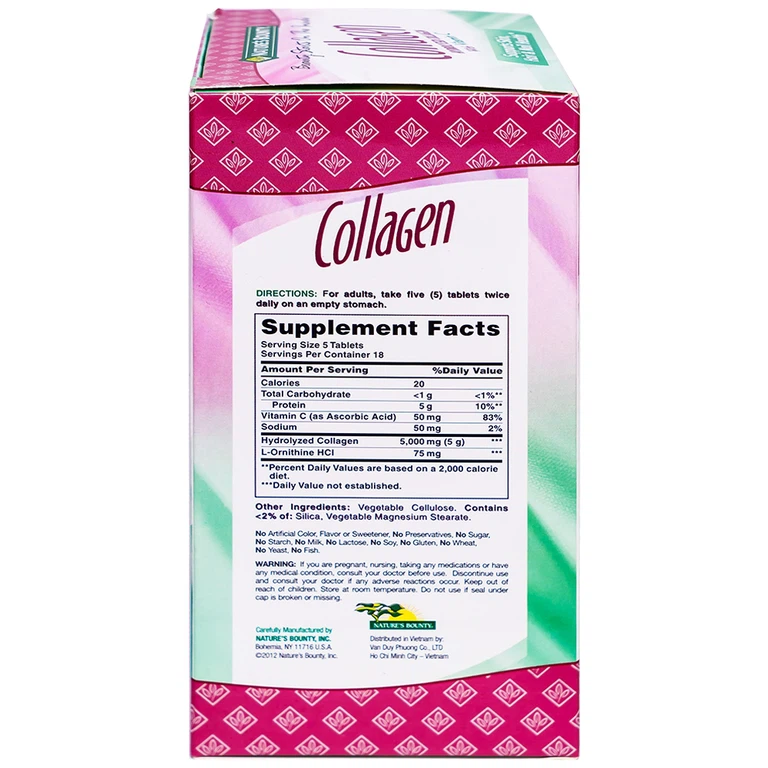 NATURE'S BOUNTY
Collagen
Collagen
DIRECTIONS: For adults, take five (5) tablets twice
daily on an empty stomach.
Supplement Facts
Serving Size 5 Tablets
Servings Per Container 18
Amount Per Serving %Daily Value
Calories 20
Total Carbohydrate <1 g <1%**
Protein 5 g 10%**
Vitamin C (as Ascorbic Acid) 50 mg 83%
Sodium 50 mg 2%
Hydrolyzed Collagen 5,000 mg (5 g) ***
L-Ornithine HCl 75 mg ***
**Percent Daily Values are based on a 2,000 calorie
diet.
***Daily Value not established.
Other Ingredients: Vegetable Cellulose. Contains
<2% of: Silica, Vegetable Magnesium Stearate.
No Artificial Color, Flavor or Sweetener, No Preservatives, No Sugar,
No Starch, No Milk, No Lactose, No Soy, No Gluten, No Wheat,
No Yeast, No Fish.
WARNING: If you are pregnant, nursing, taking any medications or have
any medical condition, consult your doctor before use. Discontinue use
and consult your doctor if any adverse reactions occur. Keep out of
reach of children. Store at room temperature. Do not use if seal under
cap is broken or missing.
NATURE'S BOUNTY
Carefully Manufactured by
NATURE'S BOUNTY, INC.
Bohemia, NY 11716 U.S.A.
©2012 Nature's Bounty, Inc.
Distributed in Vietnam by:
Van Duy Phuong Co., LTD
Ho Chi Minh City – Vietnam